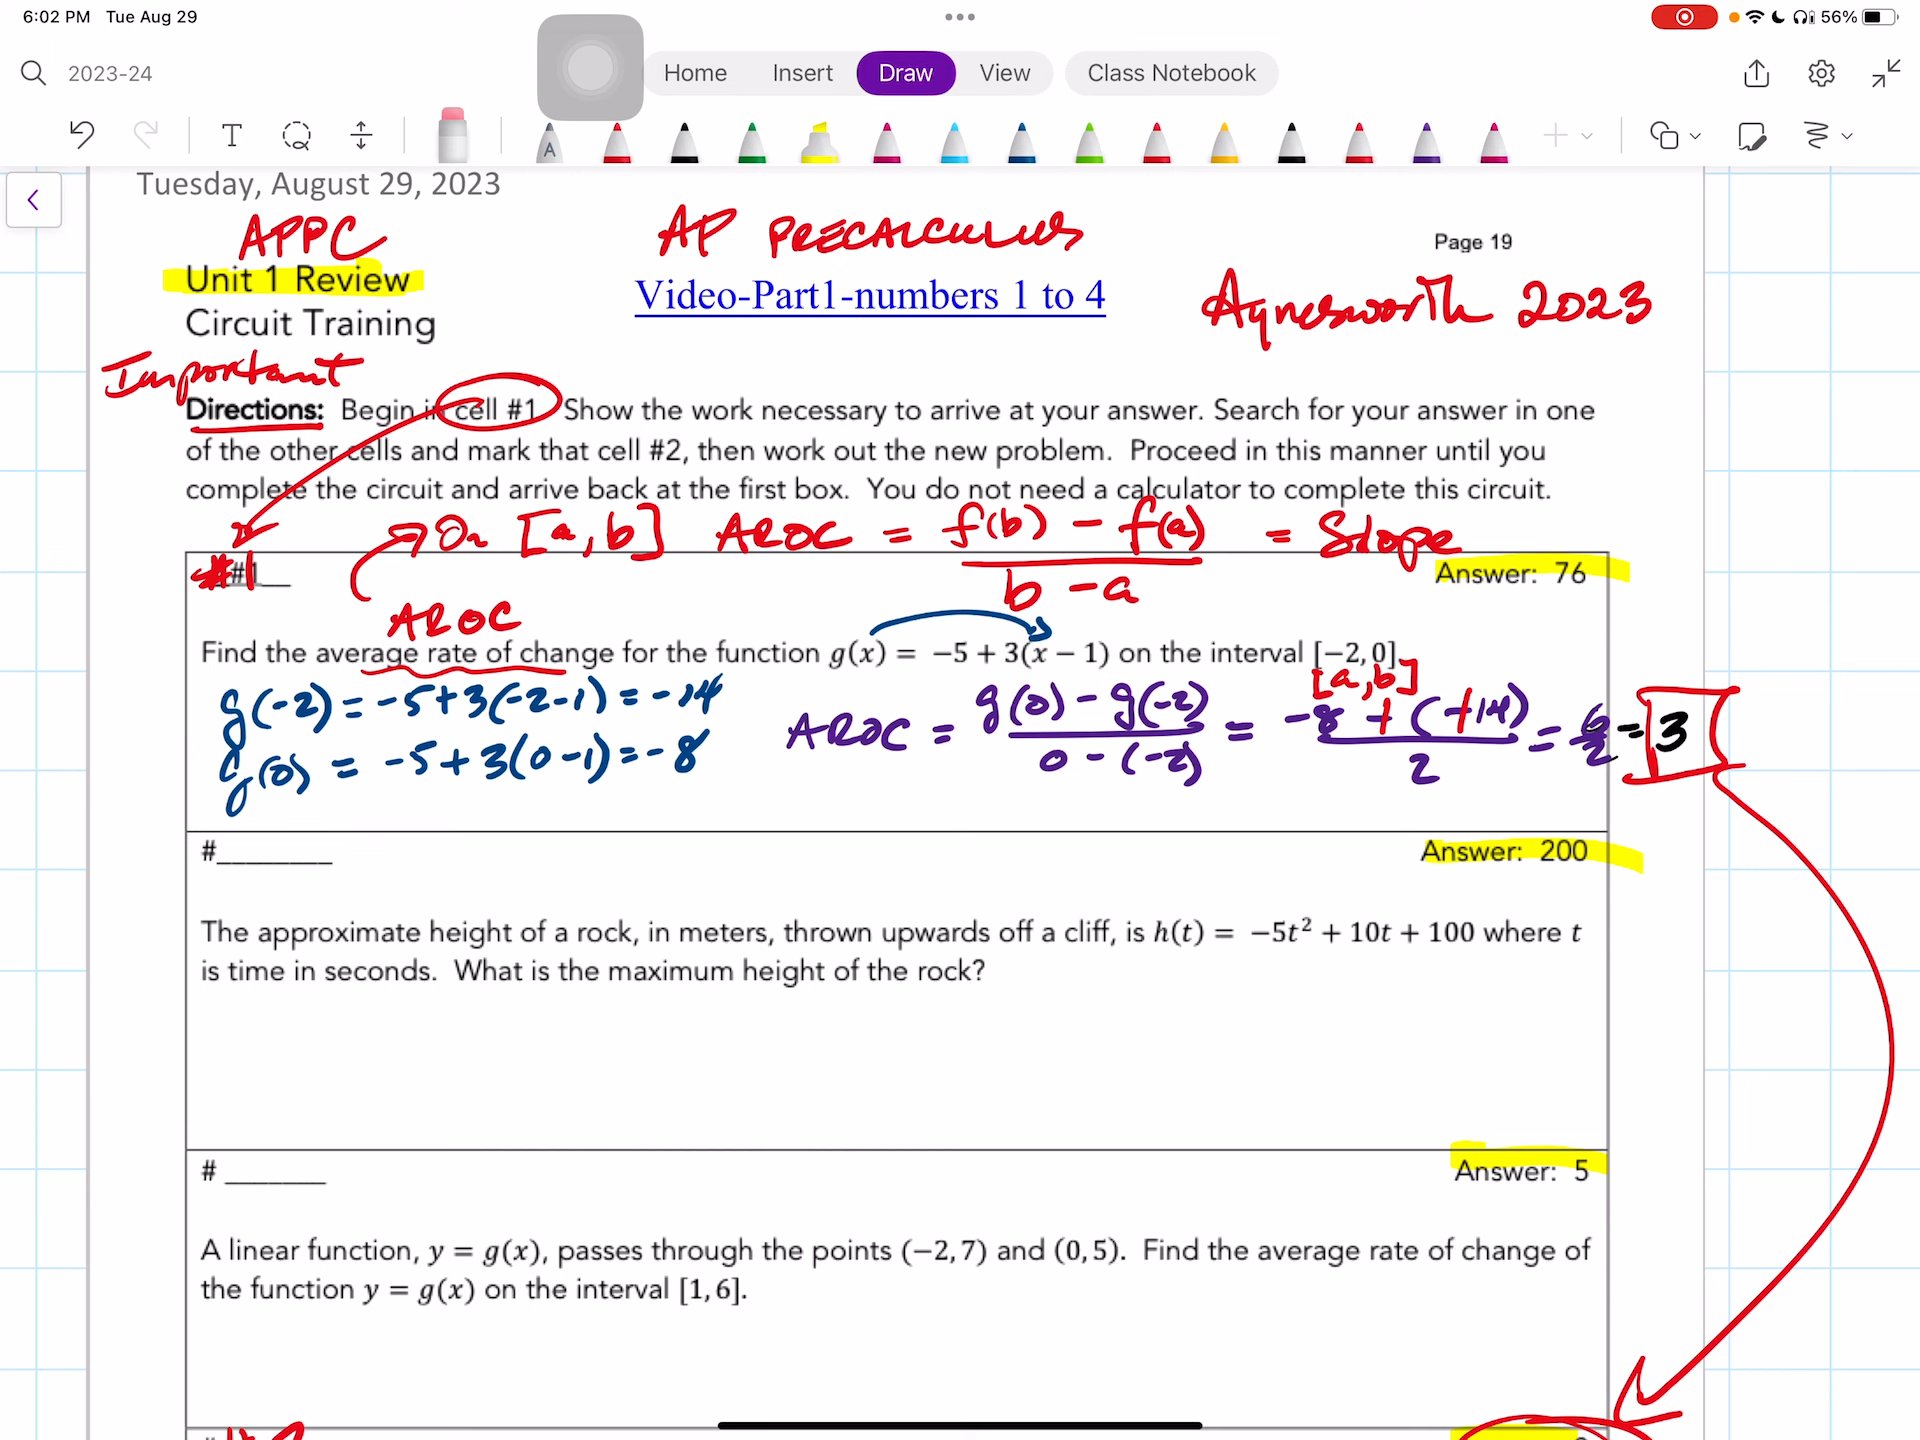 6:02 PM Tue Aug 29
56%
2023-24
Home Insert Draw View Class Notebook
T
A
Tuesday, August 29, 2023
APPC
AP PRECALCULUS
Page 19
Unit 1 Review
Video-Part1-numbers 1 to 4
Aynesworth 2023
Circuit Training
Important
Directions: Begin in cell #1. Show the work necessary to arrive at your answer. Search for your answer in one
of the other cells and mark that cell #2, then work out the new problem. Proceed in this manner until you
complete the circuit and arrive back at the first box. You do not need a calculator to complete this circuit.
On [a,b] AROC = f(b) - f(a) / b - a = Slope
#1
Answer: 76
AROC
Find the average rate of change for the function g(x) = −5 + 3(x − 1) on the interval [−2, 0].
[a,b]
g(-2) = -5+3(-2-1) = -14
g(0) = -5+3(0-1) = -8
AROC = g(0) - g(-2) / 0 - (-2) = -8 + (+14) / 2 = 6/2 = 3
#________ Answer: 200
The approximate height of a rock, in meters, thrown upwards off a cliff, is h(t) = −5t² + 10t + 100 where t
is time in seconds. What is the maximum height of the rock?
# _______ Answer: 5
A linear function, y = g(x), passes through the points (−2, 7) and (0, 5). Find the average rate of change of
the function y = g(x) on the interval [1, 6].